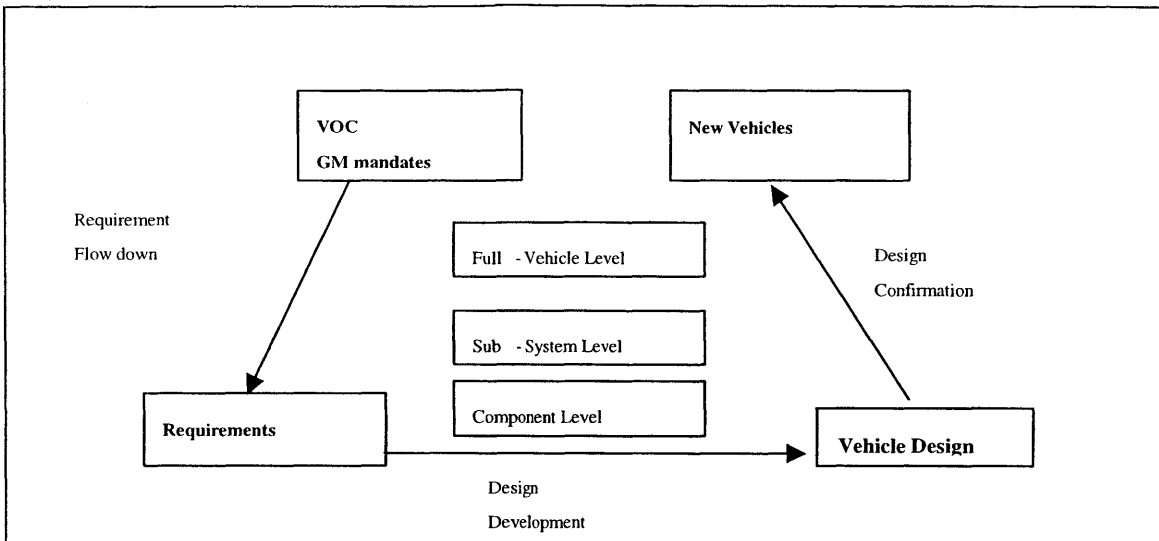 VOC
GM mandates
New Vehicles
Requirement
Flow down
Full - Vehicle Level
Design
Confirmation
Sub - System Level
Component Level
Requirements
Vehicle Design
Design
Development